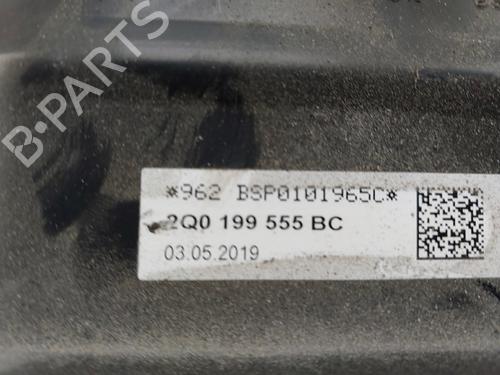 B-PARTS
*962 BSP0101965C*
2Q0 199 555 BC
03.05.2019